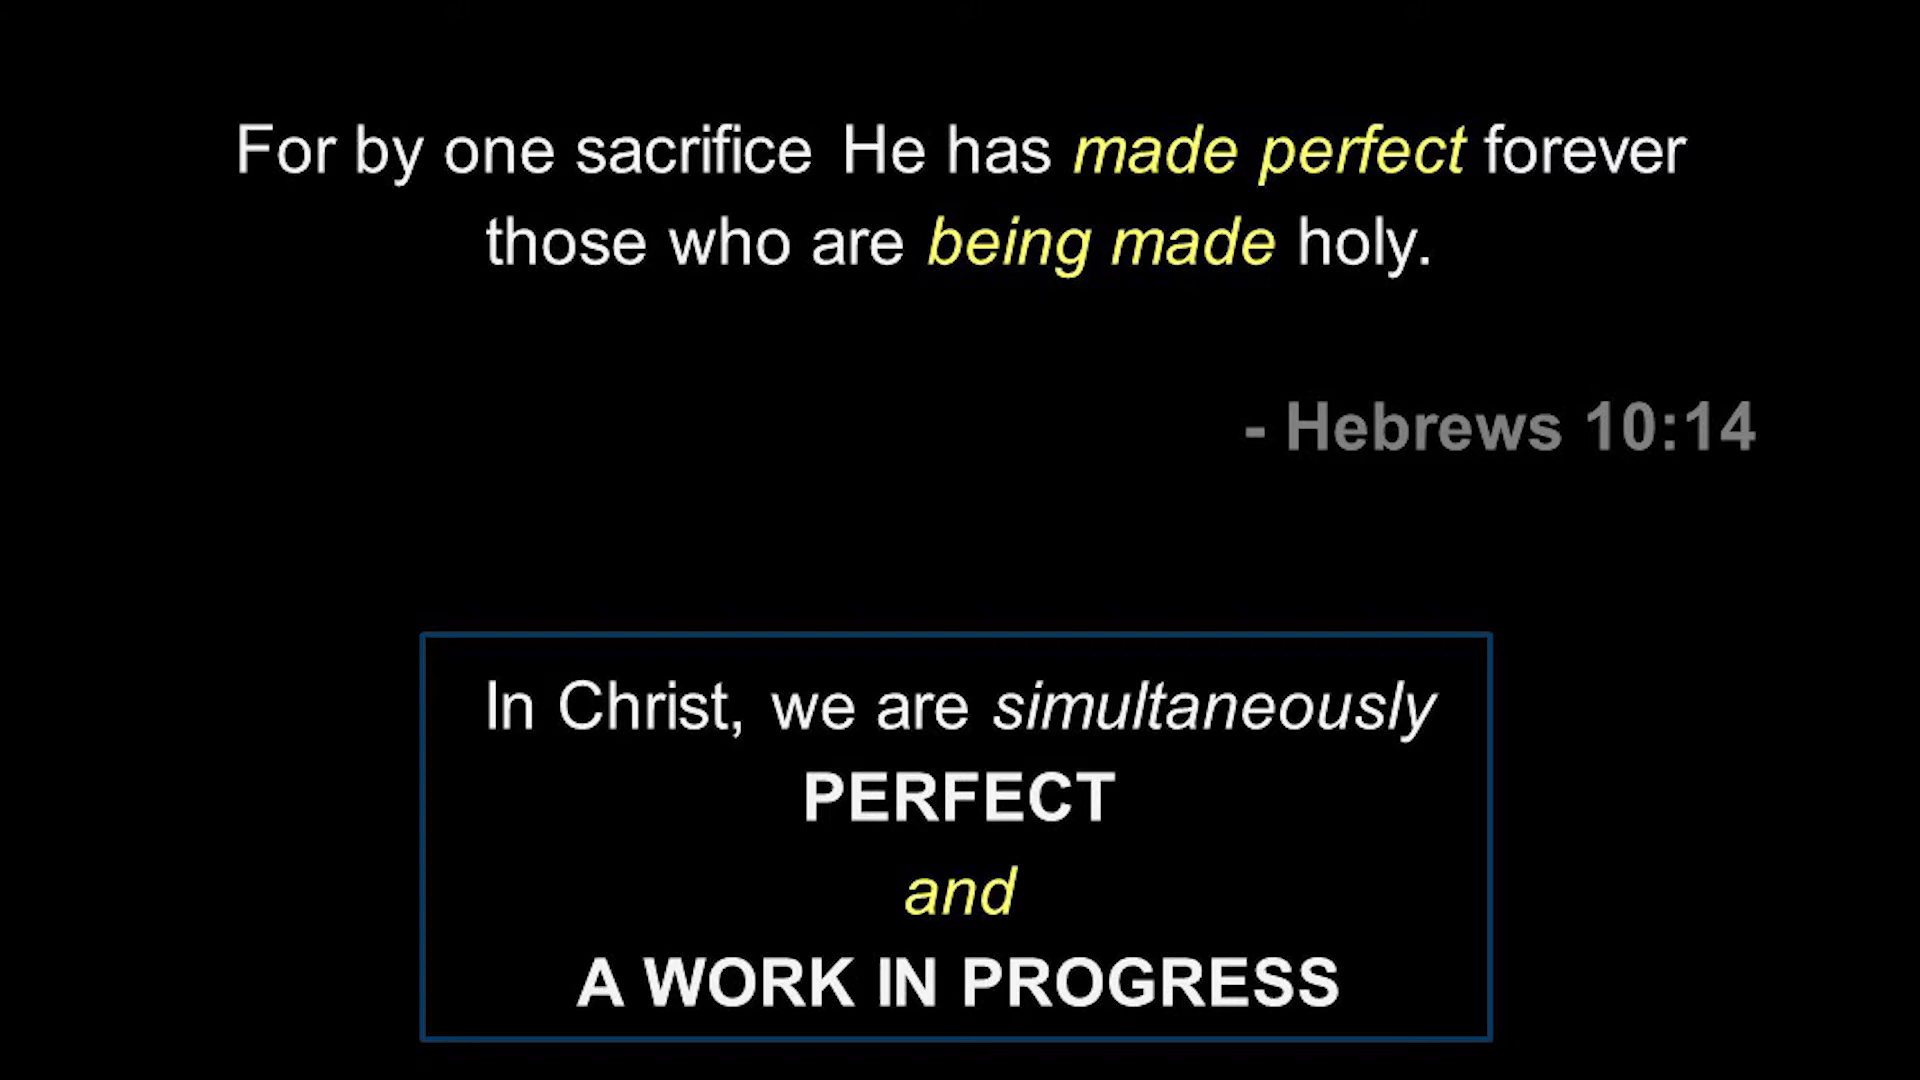 For by one sacrifice He has made perfect forever
those who are being made holy.
- Hebrews 10:14
In Christ, we are simultaneously
PERFECT
and
A WORK IN PROGRESS